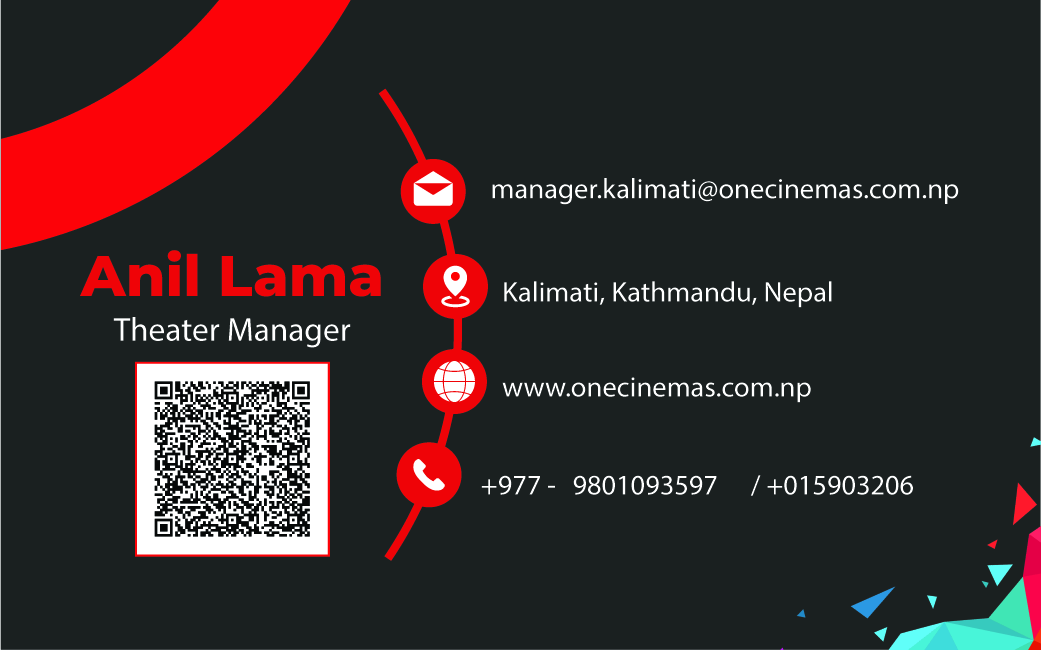 Anil Lama
Theater Manager
manager.kalimati@onecinemas.com.np
Kalimati, Kathmandu, Nepal
www.onecinemas.com.np
+977 - 9801093597 / +015903206